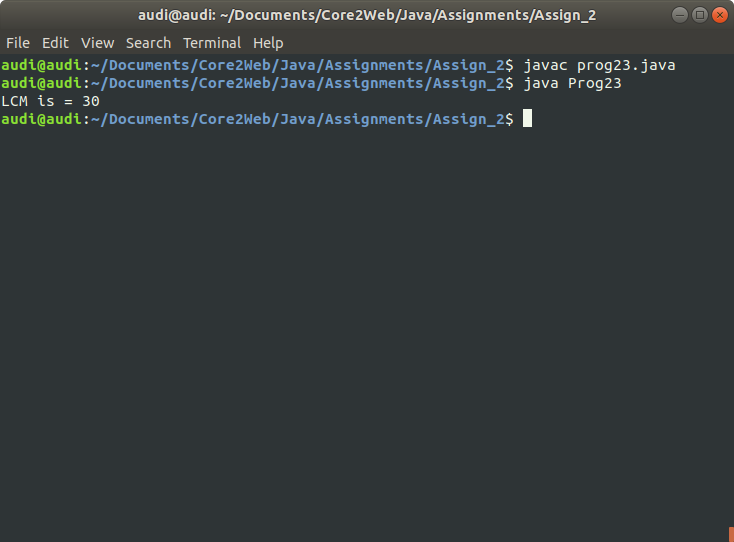 audi@audi: ~/Documents/Core2Web/Java/Assignments/Assign_2
File Edit View Search Terminal Help
audi@audi:~/Documents/Core2Web/Java/Assignments/Assign_2$ javac prog23.java
audi@audi:~/Documents/Core2Web/Java/Assignments/Assign_2$ java Prog23
LCM is = 30
audi@audi:~/Documents/Core2Web/Java/Assignments/Assign_2$